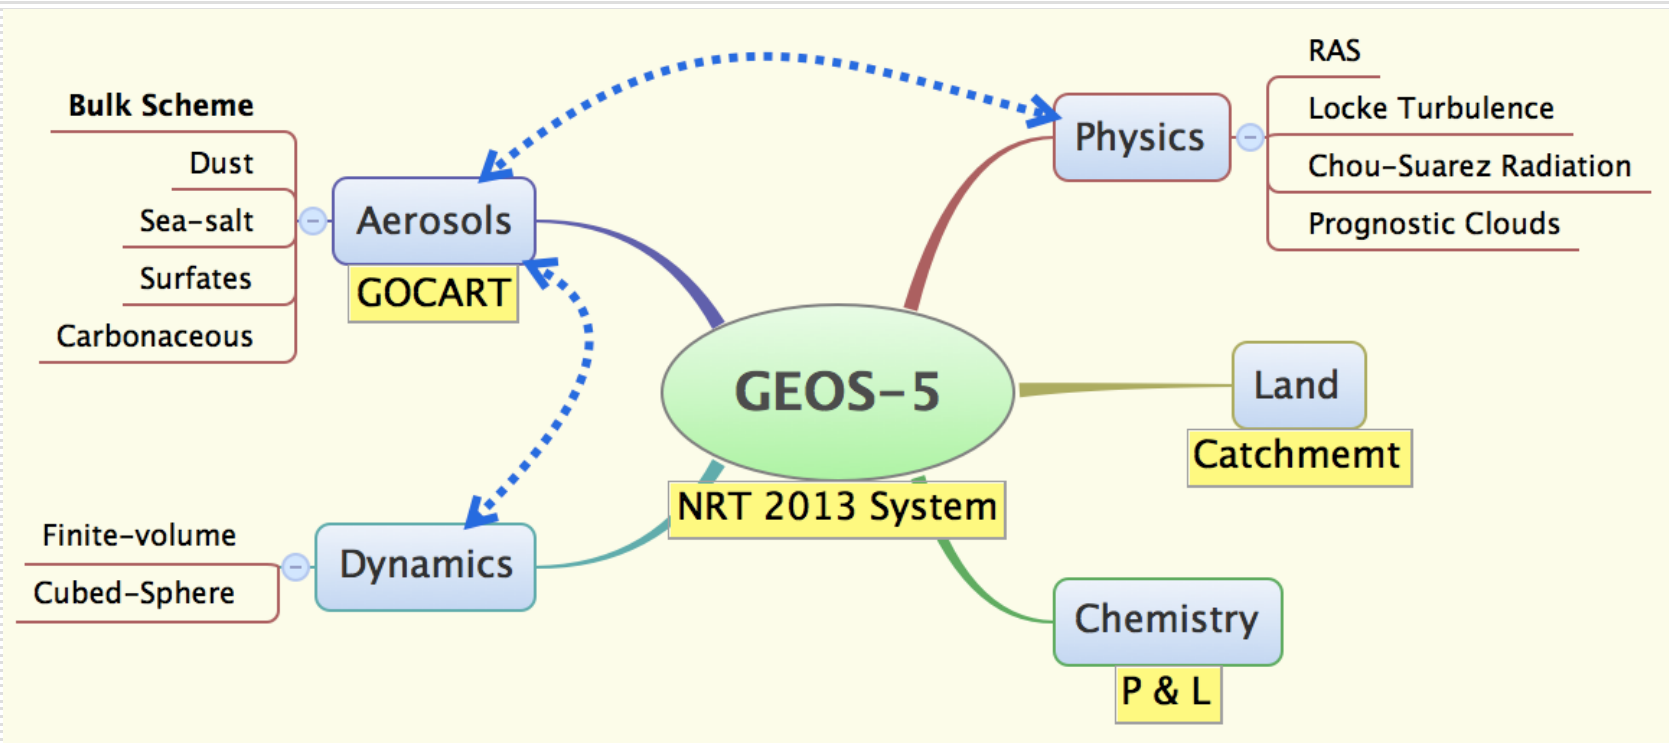 Bulk Scheme
Dust
Sea-salt
Surfates
Carbonaceous
Aerosols
GOCART
Finite-volume
Cubed-Sphere
Dynamics
GEOS-5
NRT 2013 System
Physics
RAS
Locke Turbulence
Chou-Suarez Radiation
Prognostic Clouds
Land
Catchmemt
Chemistry
P & L